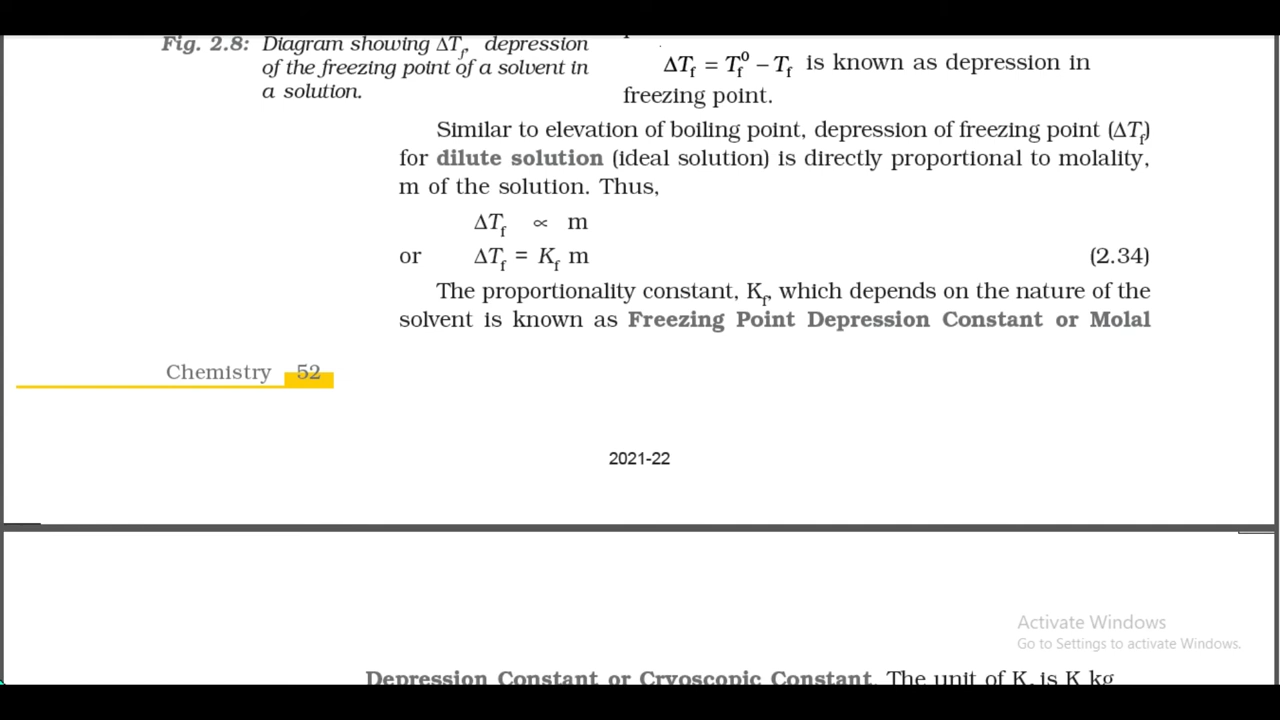 Fig. 2.8: Diagram showing ΔTf, depression
of the freezing point of a solvent in
a solution.
ΔTf = Tf⁰ − Tf is known as depression in
freezing point.
Similar to elevation of boiling point, depression of freezing point (ΔTf)
for dilute solution (ideal solution) is directly proportional to molality,
m of the solution. Thus,
ΔTf ∝ m
or ΔTf = Kf m (2.34)
The proportionality constant, Kf, which depends on the nature of the
solvent is known as Freezing Point Depression Constant or Molal
Chemistry 52
2021-22
Activate Windows
Go to Settings to activate Windows.
Depression Constant or Cryoscopic Constant. The unit of Kf is K kg